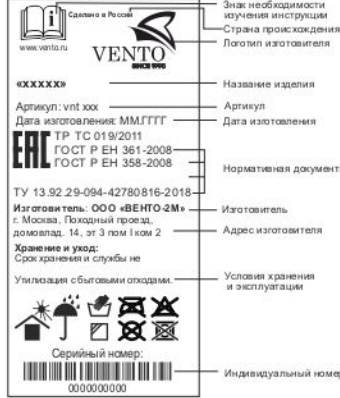 Знак необходимости
изучения инструкции
Сделано в России
Страна происхождения
www.vento.ru
Логотип изготовителя
VENTO
SINCE 1990
«XXXXX»
Название изделия
Артикул: vnt xxx
Артикул
Дата изготовления: ММ.ГГГГ
Дата изготовления
ЕАС
ТР ТС 019/2011
ГОСТ Р ЕН 361-2008
ГОСТ Р ЕН 358-2008
Нормативная документ
ТУ 13.92.29-094-42780816-2018
Изготовитель: ООО «ВЕНТО-2М»
Изготовитель
г. Москва, Походный проезд,
домовлад. 14, эт 3 пом I ком 2
Адрес изготовителя
Хранение и уход:
Срок хранения и службы не
Утилизация с бытовыми отходами.
Условия хранения
и эксплуатации
Серийный номер:
Индивидуальный номер
0000000000